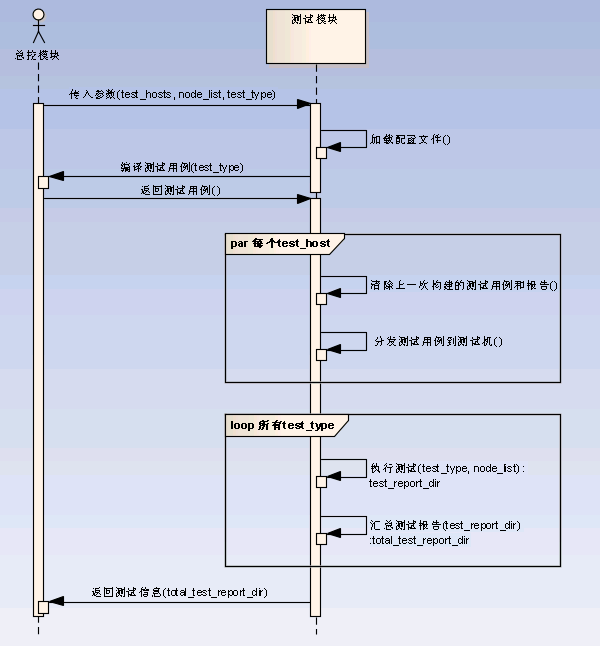 总控模块
测试模块
传入参数(test_hosts, node_list, test_type)
加载配置文件()
编译测试用例(test_type)
返回测试用例()
par 每个test_host
清除上一次构建的测试用例和报告()
分发测试用例到测试机()
loop 所有test_type
执行测试(test_type, node_list) :
test_report_dir
汇总测试报告(test_report_dir)
:total_test_report_dir
返回测试信息(total_test_report_dir)